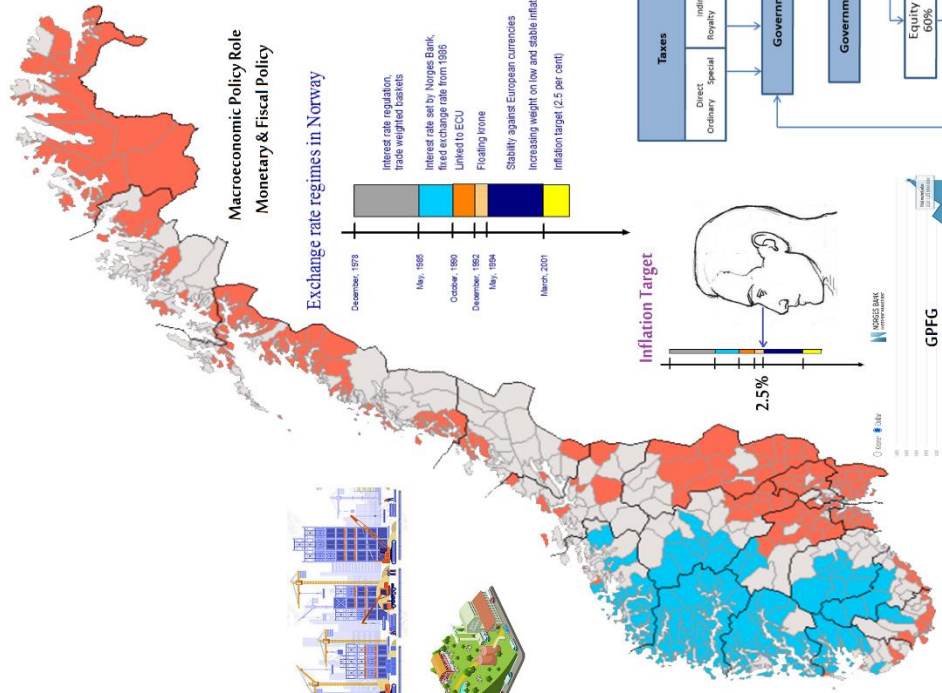 Macroeconomic Policy Role
Monetary & Fiscal Policy
Exchange rate regimes in Norway
December, 1978
May, 1986
October, 1990
December, 1992
May, 1994
March, 2001
Interest rate regulation,
trade weighted baskets
Interest rate set by Norges Bank,
fixed exchange rate from 1986
Linked to ECU
Floating krone
Stability against European currencies
Increasing weight on low and stable inflat
Inflation target (2.5 per cent)
Inflation Target
2.5%
Taxes
Direct
Indi
Ordinary
Special
Royalty
Govern
Governm
Equity
60%
NORGES BANK
GPFG